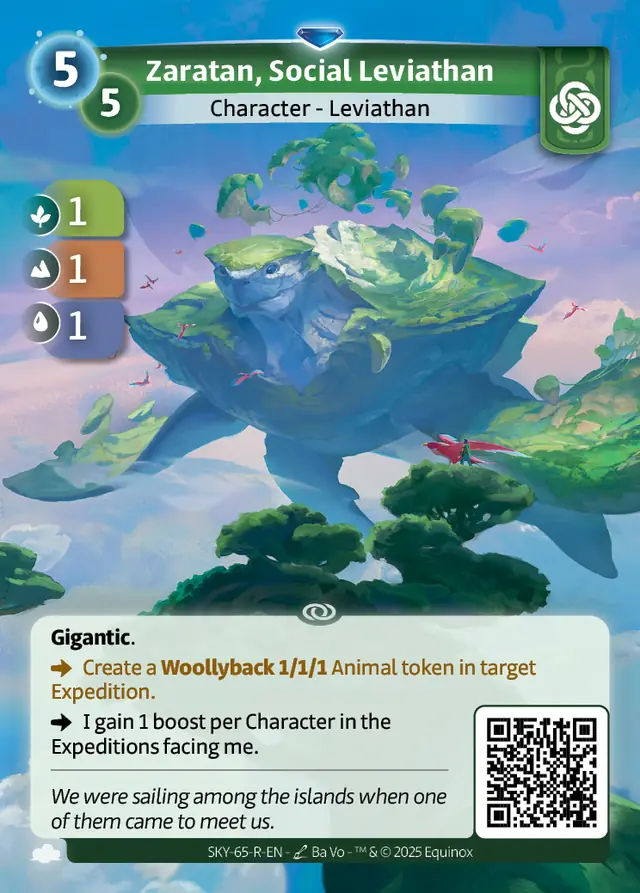 5
5
Zaratan, Social Leviathan
Character - Leviathan
1
1
1
Gigantic.
Create a Woollyback 1/1/1 Animal token in target
Expedition.
I gain 1 boost per Character in the
Expeditions facing me.
We were sailing among the islands when one
of them came to meet us.
SKY-65-R-EN - Ba Vo - ™ & © 2025 Equinox